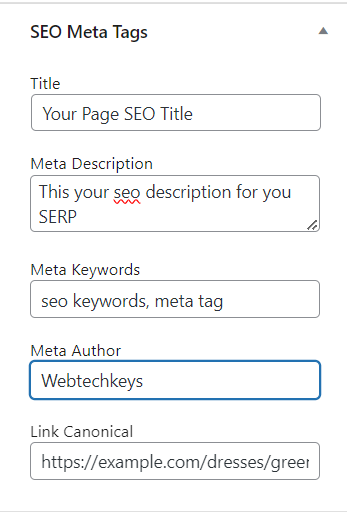 SEO Meta Tags
Title
Your Page SEO Title
Meta Description
This your seo description for you
SERP
Meta Keywords
seo keywords, meta tag
Meta Author
Webtechkeys
Link Canonical
https://example.com/dresses/greer